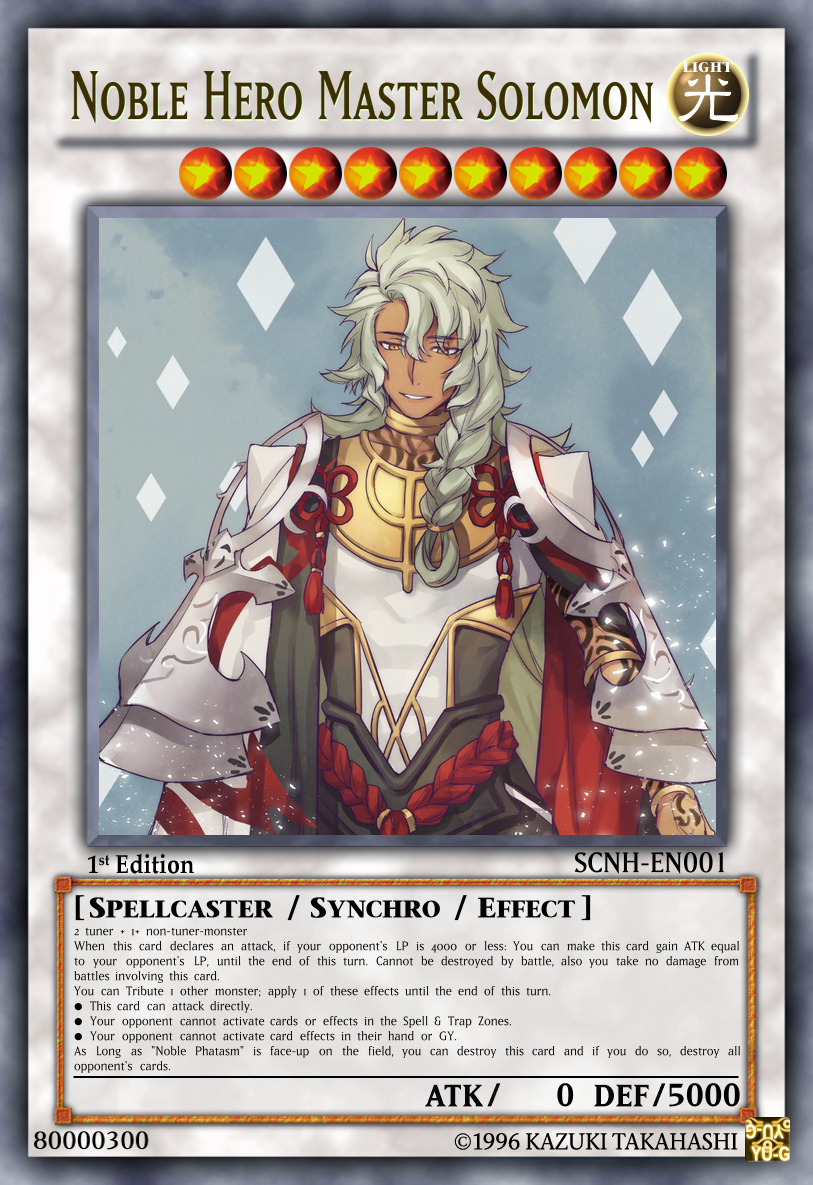 Noble Hero Master Solomon
LIGHT
光
1st Edition
SCNH-EN001
[ Spellcaster / Synchro / Effect ]
2 tuner + 1+ non-tuner-monster
When this card declares an attack, if your opponent's LP is 4000 or less: You can make this card gain ATK equal
to your opponent's LP, until the end of this turn. Cannot be destroyed by battle, also you take no damage from
battles involving this card.
You can Tribute 1 other monster; apply 1 of these effects until the end of this turn.
● This card can attack directly.
● Your opponent cannot activate cards or effects in the Spell & Trap Zones.
● Your opponent cannot activate card effects in their hand or GY.
As Long as "Noble Phatasm" is face-up on the field, you can destroy this card and if you do so, destroy all
opponent's cards.
ATK/ 0 DEF/5000
80000300
©1996 KAZUKI TAKAHASHI